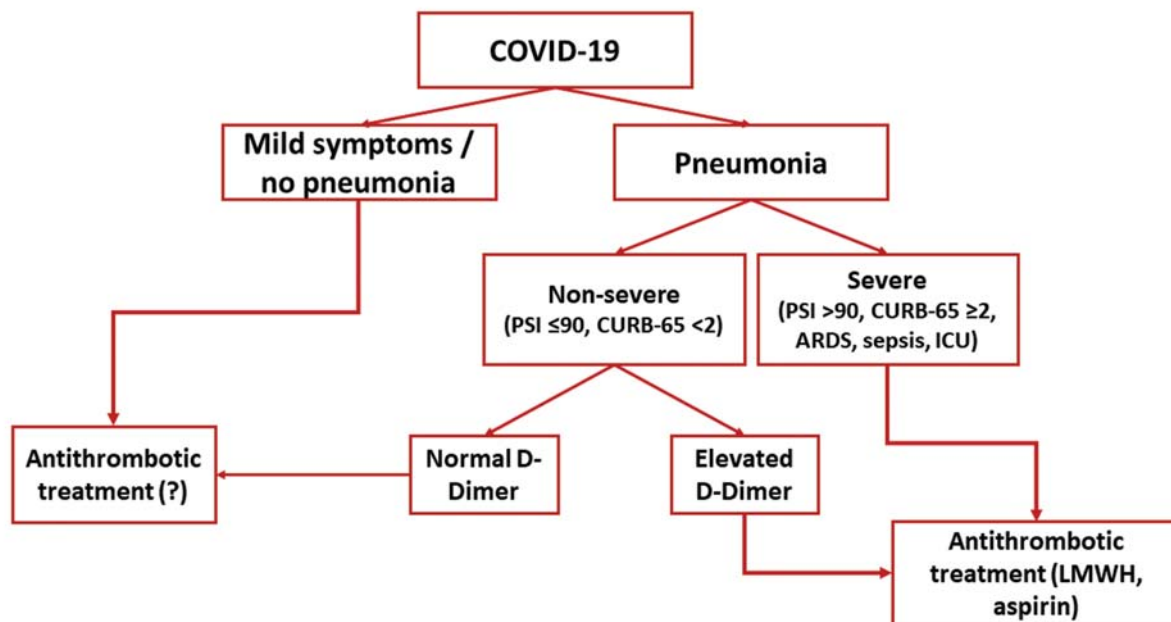 COVID-19
Mild symptoms /
no pneumonia
Pneumonia
Non-severe
(PSI ≤90, CURB-65 <2)
Severe
(PSI >90, CURB-65 ≥2,
ARDS, sepsis, ICU)
Antithrombotic
treatment (?)
Normal D-
Dimer
Elevated
D-Dimer
Antithrombotic
treatment (LMWH,
aspirin)